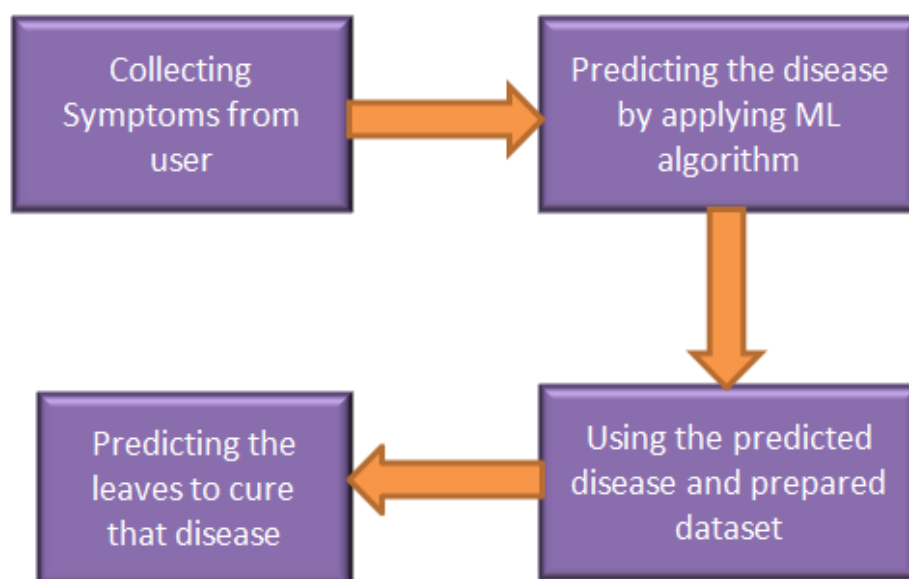 Collecting
Symptoms from
user
Predicting the disease
by applying ML
algorithm
Using the predicted
disease and prepared
dataset
Predicting the
leaves to cure
that disease